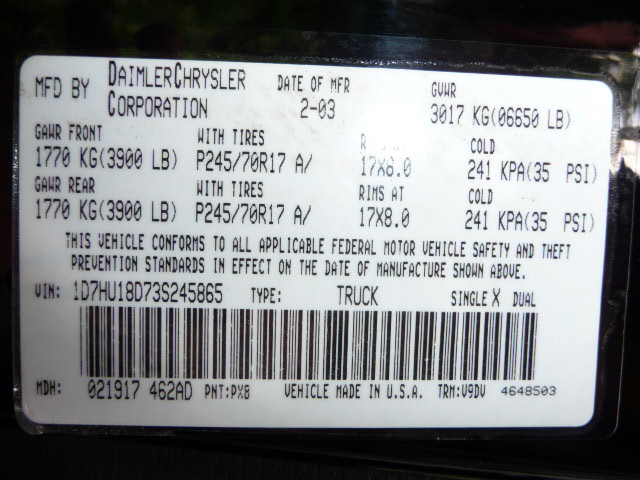 MFD BY DAIMLERCHRYSLER CORPORATION DATE OF MFR 2-03 GVWR 3017 KG(06650 LB)
GAWR FRONT WITH TIRES COLD
1770 KG(3900 LB) P245/70R17 A/ 17X8.0 241 KPA(35 PSI)
GAWR REAR WITH TIRES RIMS AT COLD
1770 KG(3900 LB) P245/70R17 A/ 17X8.0 241 KPA(35 PSI)
THIS VEHICLE CONFORMS TO ALL APPLICABLE FEDERAL MOTOR VEHICLE SAFETY AND THEFT
PREVENTION STANDARDS IN EFFECT ON THE DATE OF MANUFACTURE SHOWN ABOVE.
VIN: 1D7HU18D73S245865 TYPE: TRUCK SINGLE X DUAL
MDH: 021917 462AD PNT:PX8 VEHICLE MADE IN U.S.A. TRM:V9DV 4648503